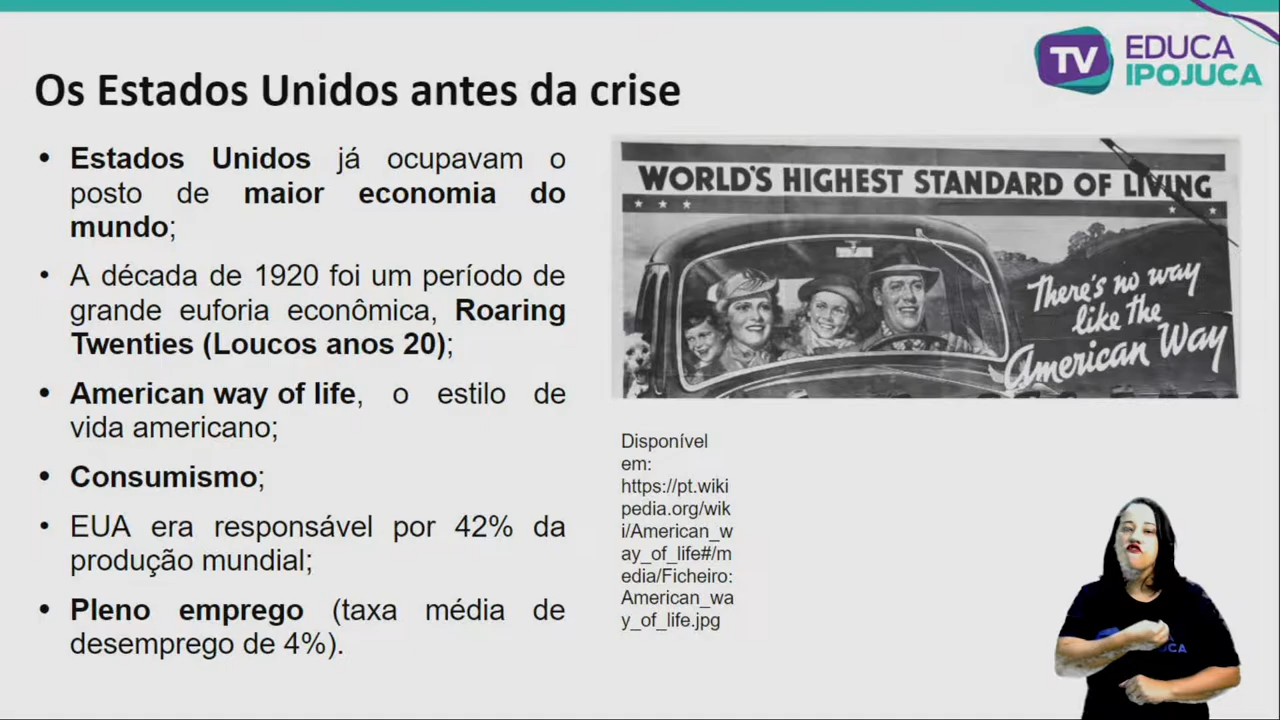 TV EDUCA
IPOJUCA
Os Estados Unidos antes da crise
• Estados Unidos já ocupavam o
posto de maior economia do
mundo;
• A década de 1920 foi um período de
grande euforia econômica, Roaring
Twenties (Loucos anos 20);
• American way of life, o estilo de
vida americano;
• Consumismo;
• EUA era responsável por 42% da
produção mundial;
• Pleno emprego (taxa média de
desemprego de 4%).
WORLD'S HIGHEST STANDARD OF LIVING
There's no way
like the
American Way
Disponível
em:
https://pt.wiki
pedia.org/wik
i/American_w
ay_of_life#/m
edia/Ficheiro:
American_wa
y_of_life.jpg